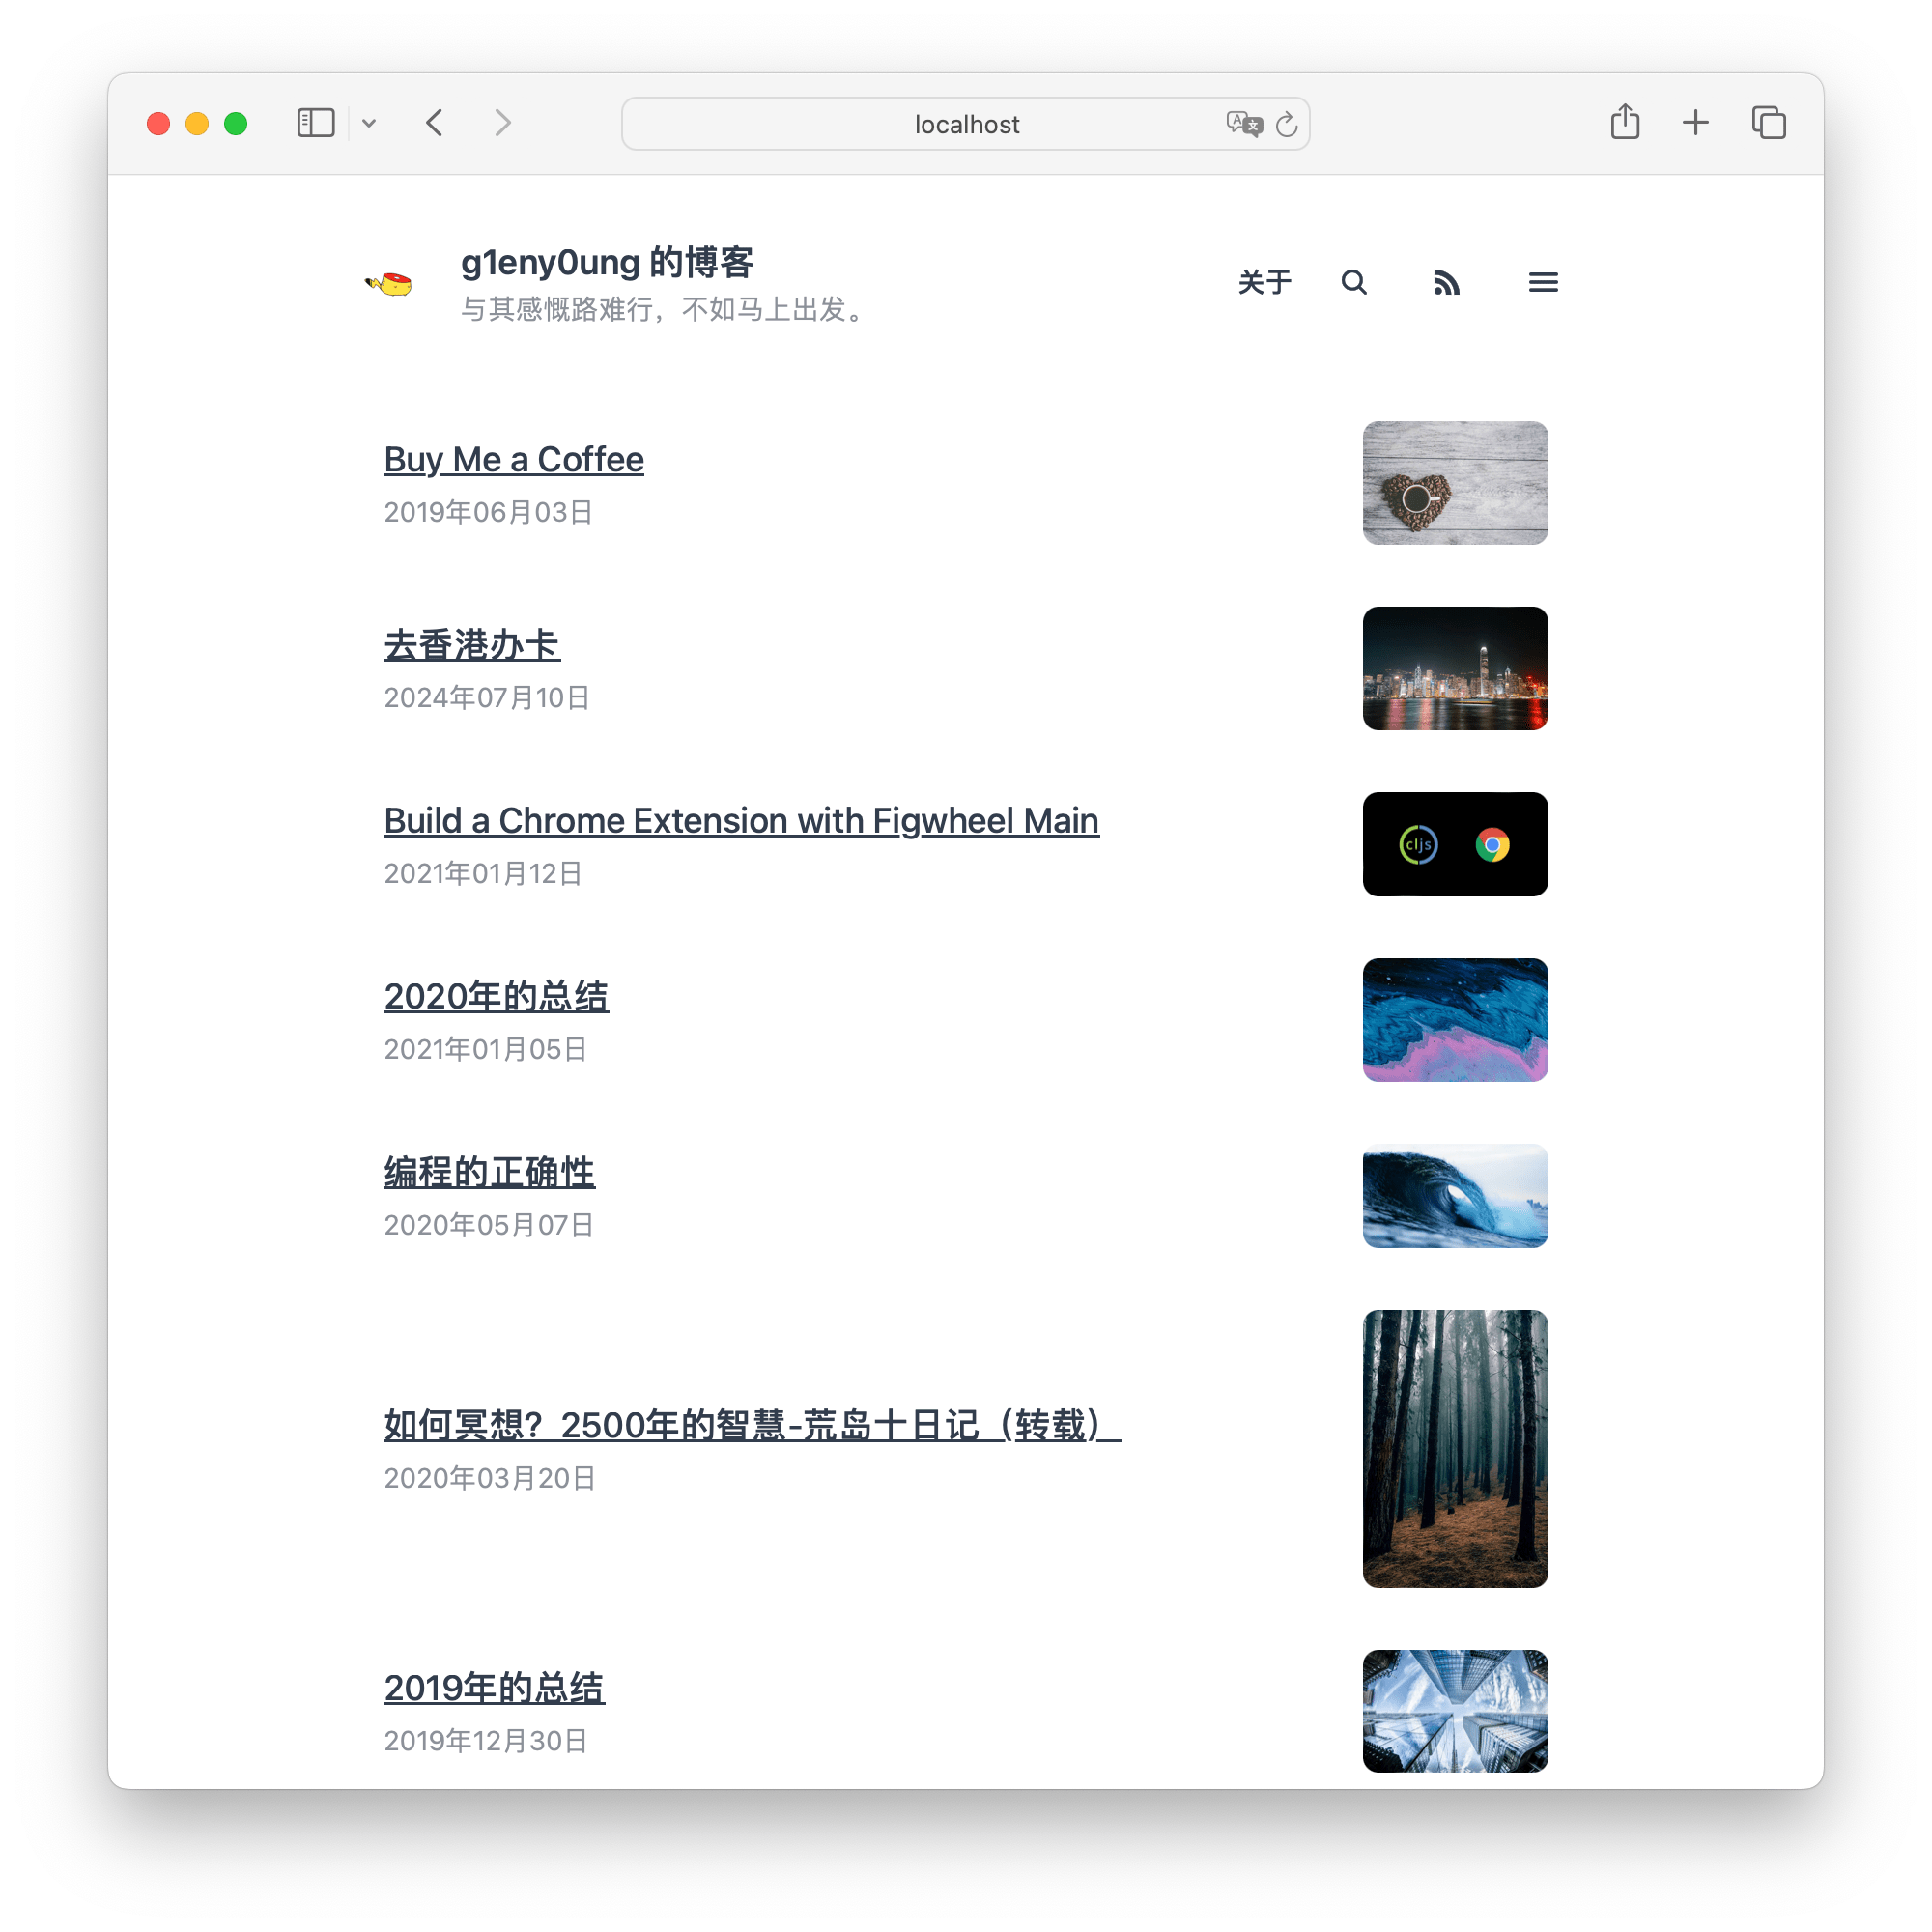 localhost
g1eny0ung 的博客
与其感慨路难行，不如马上出发。
关于
Buy Me a Coffee
2019年06月03日
去香港办卡
2024年07月10日
Build a Chrome Extension with Figwheel Main
2021年01月12日
cljs
2020年的总结
2021年01月05日
编程的正确性
2020年05月07日
如何冥想？2500年的智慧-荒岛十日记（转载）
2020年03月20日
2019年的总结
2019年12月30日